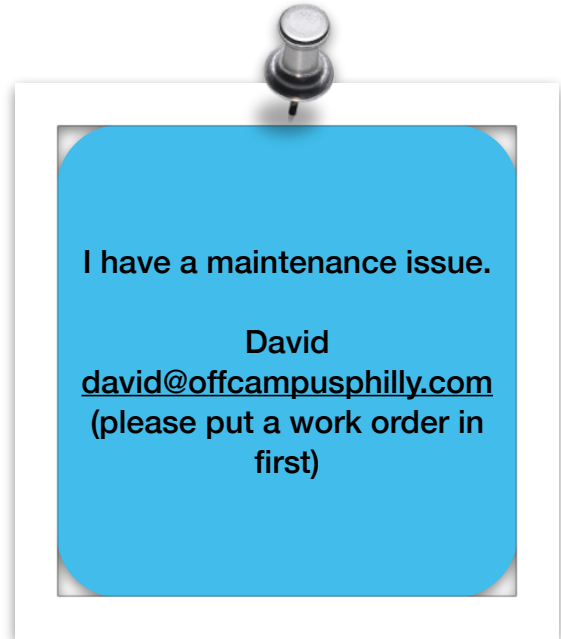 I have a maintenance issue.
David
david@offcampusphilly.com
(please put a work order in
first)